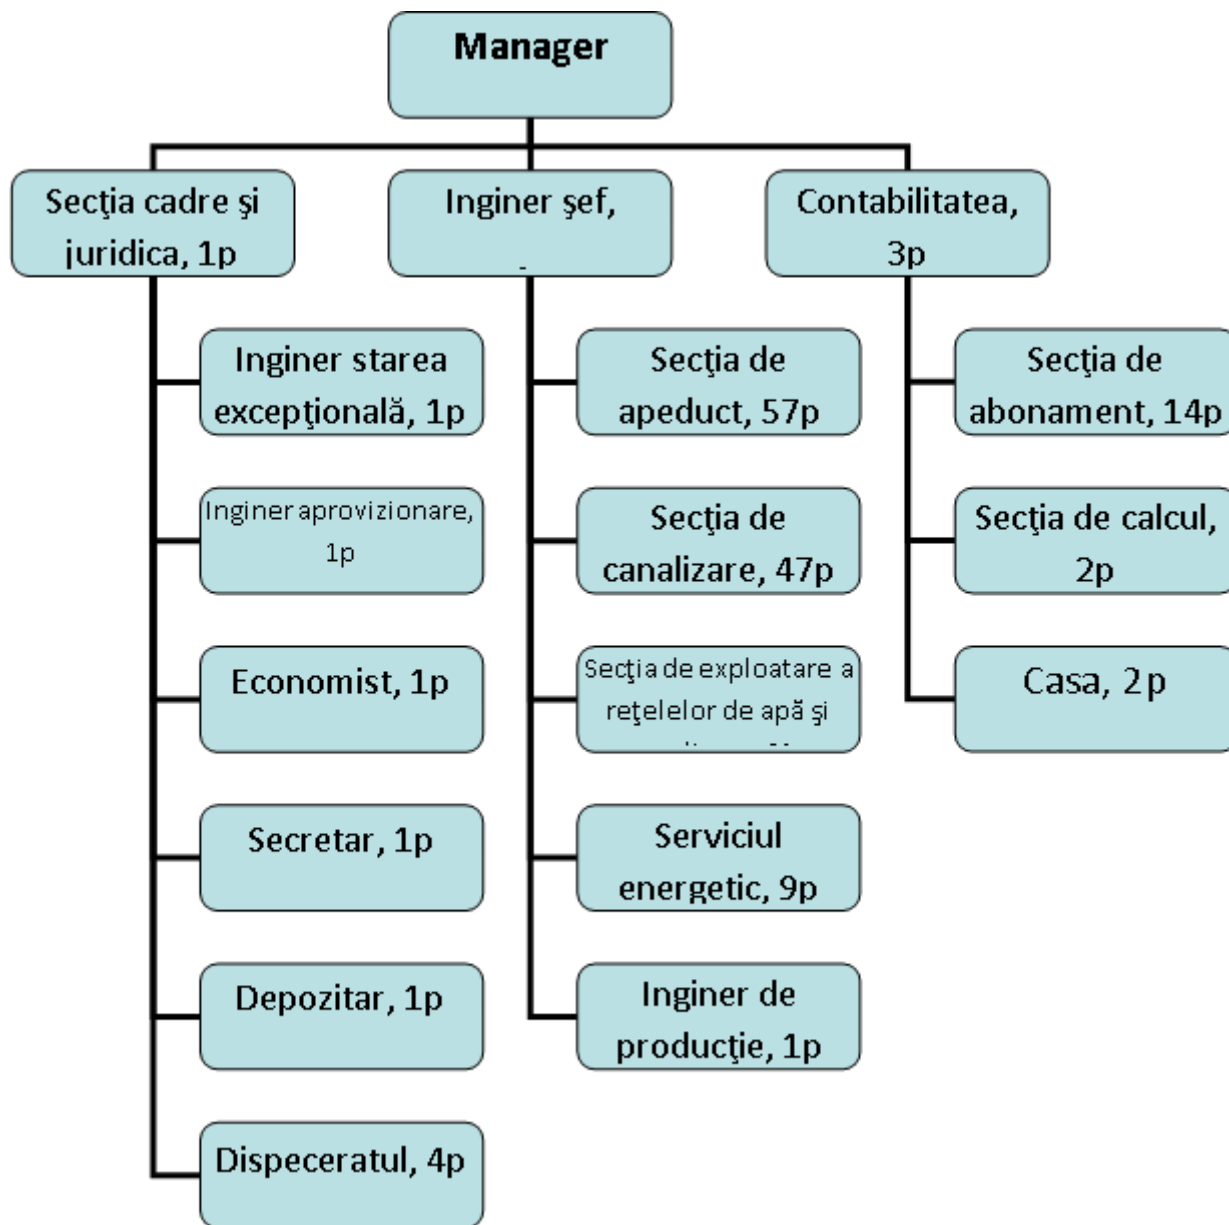 Manager
Secţia cadre şi
juridica, 1p
Inginer şef,
Contabilitatea,
3p
Inginer starea
excepţională, 1p
Inginer aprovizionare,
1p
Economist, 1p
Secretar, 1p
Depozitar, 1p
Dispeceratul, 4p
Secţia de
apeduct, 57p
Secţia de
canalizare, 47p
Secţia de exploatare a
reţelelor de apă şi
Serviciul
energetic, 9p
Inginer de
producţie, 1p
Secţia de
abonament, 14p
Secţia de calcul,
2p
Casa, 2p